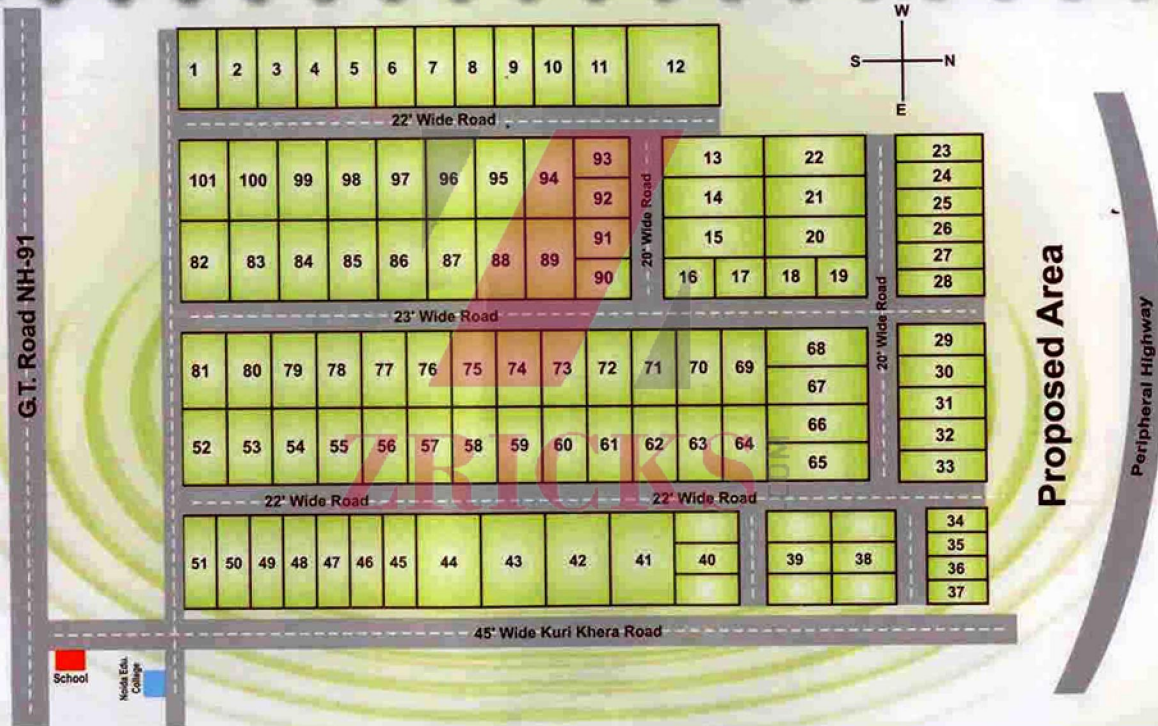 W
S
N
E
1 2 3 4 5 6 7 8 9 10 11 12
22' Wide Road
101 100 99 98 97 96 95 94 93
92
82 83 84 85 86 87 88 89 91
90
20' Wide Road
13 22
14 21
15 20
16 17 18 19
20' Wide Road
23
24
25
26
27
28
23' Wide Road
81 80 79 78 77 76 75 74 73 72 71 70 69
68
67
52 53 54 55 56 57 58 59 60 61 62 63 64
66
65
29
30
31
32
33
22' Wide Road
22' Wide Road
51 50 49 48 47 46 45 44 43 42 41 40 39 38
34
35
36
37
45' Wide Kuri Khera Road
G.T. Road NH-91
Proposed Area
Peripheral Highway
School
Noida Edu.
Collage
ZRICKS
.COM